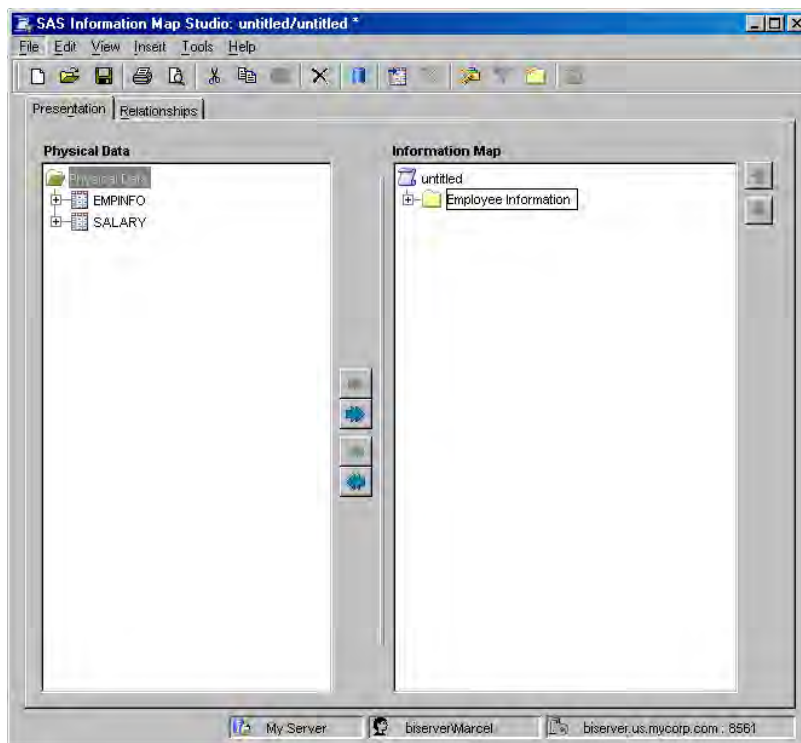 SAS Information Map Studio: untitled/untitled *
File Edit View Insert Tools Help
Presentation Relationships
Physical Data
Information Map
Physical Data
EMPINFO
SALARY
untitled
Employee Information
My Server
biserver\Marcel
biserver.us.mycorp.com : 8561